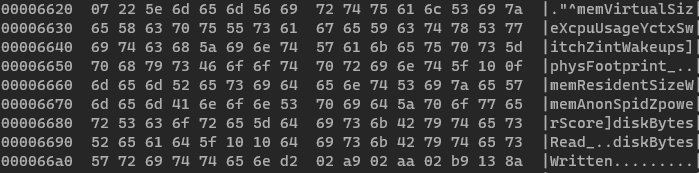 00006620  07 22 5e 6d 65 6d 56 69  72 74 75 61 6c 53 69 7a  |."^memVirtualSiz|
00006630  65 58 63 70 75 55 73 61  67 65 59 63 74 78 53 77  |eXcpuUsageYctxSw|
00006640  69 74 63 68 5a 69 6e 74  57 61 6b 65 75 70 73 5d  |itchZintWakeups]|
00006650  70 68 79 73 46 6f 6f 74  70 72 69 6e 74 5f 10 0f  |physFootprint_..|
00006660  6d 65 6d 52 65 73 69 64  65 6e 74 53 69 7a 65 57  |memResidentSizeW|
00006670  6d 65 6d 41 6e 6f 6e 53  70 69 64 5a 70 6f 77 65  |memAnonSpidZpowe|
00006680  72 53 63 6f 72 65 5d 64  69 73 6b 42 79 74 65 73  |rScore]diskBytes|
00006690  52 65 61 64 5f 10 10 64  69 73 6b 42 79 74 65 73  |Read_..diskBytes|
000066a0  57 72 69 74 74 65 6e d2  02 a9 02 aa 02 b9 13 8a  |Written.........|